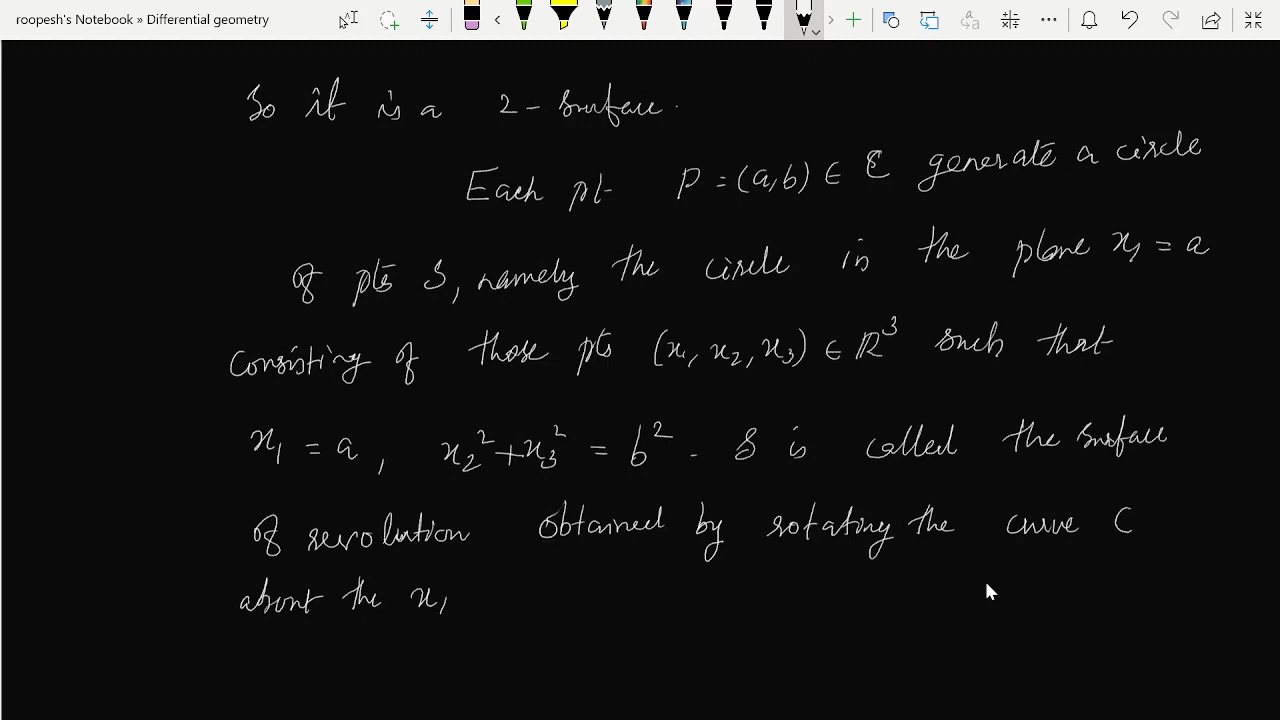 roopesh's Notebook » Differential geometry
So it is a 2-surface.
Each pt P = (a, b) ∈ C generate a circle
of pts S, namely the circle in the plane x₁ = a
consisting of those pts (x₁, x₂, x₃) ∈ ℝ³ such that
x₁ = a, x₂² + x₃² = b². S is called the surface
of revolution obtained by rotating the curve C
about the x₁